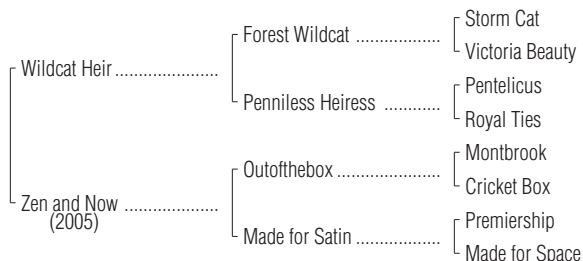 Storm Cat
Forest Wildcat ..................
Victoria Beauty
Wildcat Heir ......................
Pentelicus
Penniless Heiress ............
Royal Ties
Montbrook
Outofthebox ......................
Cricket Box
Zen and Now ....................
(2005)
Premiership
Made for Satin ..................
Made for Space